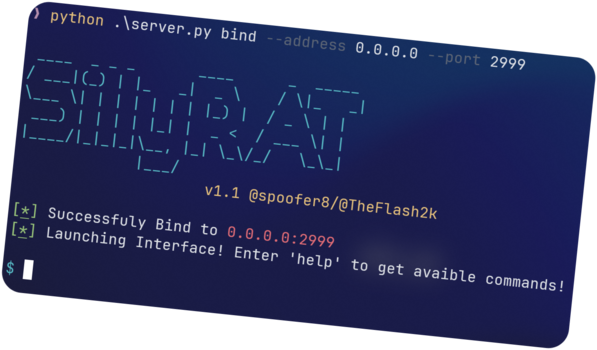 ❯ python .\server.py bind --address 0.0.0.0 --port 2999
SillyRAT
v1.1 @spoofer8/@TheFlash2k
[*] Successfuly Bind to 0.0.0.0:2999
[*] Launching Interface! Enter 'help' to get avaible commands!
$